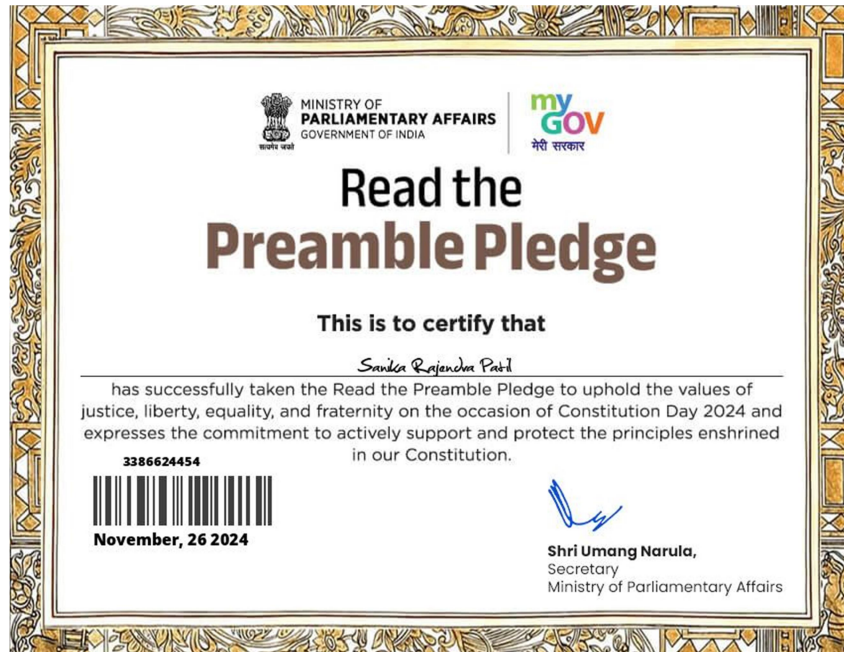 सत्यमेव जयते
MINISTRY OF
PARLIAMENTARY AFFAIRS
GOVERNMENT OF INDIA
my
GOV
मेरी सरकार
Read the
Preamble Pledge
This is to certify that
Sanika Rajendra Patil
has successfully taken the Read the Preamble Pledge to uphold the values of
justice, liberty, equality, and fraternity on the occasion of Constitution Day 2024 and
expresses the commitment to actively support and protect the principles enshrined
in our Constitution.
3386624454
November, 26 2024
Shri Umang Narula,
Secretary
Ministry of Parliamentary Affairs